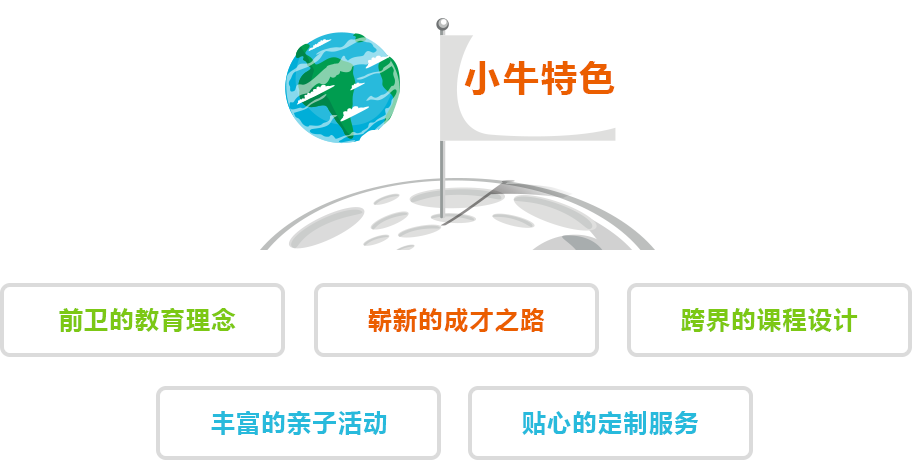 小牛特色
前卫的教育理念
崭新的成才之路
跨界的课程设计
丰富的亲子活动
贴心的定制服务